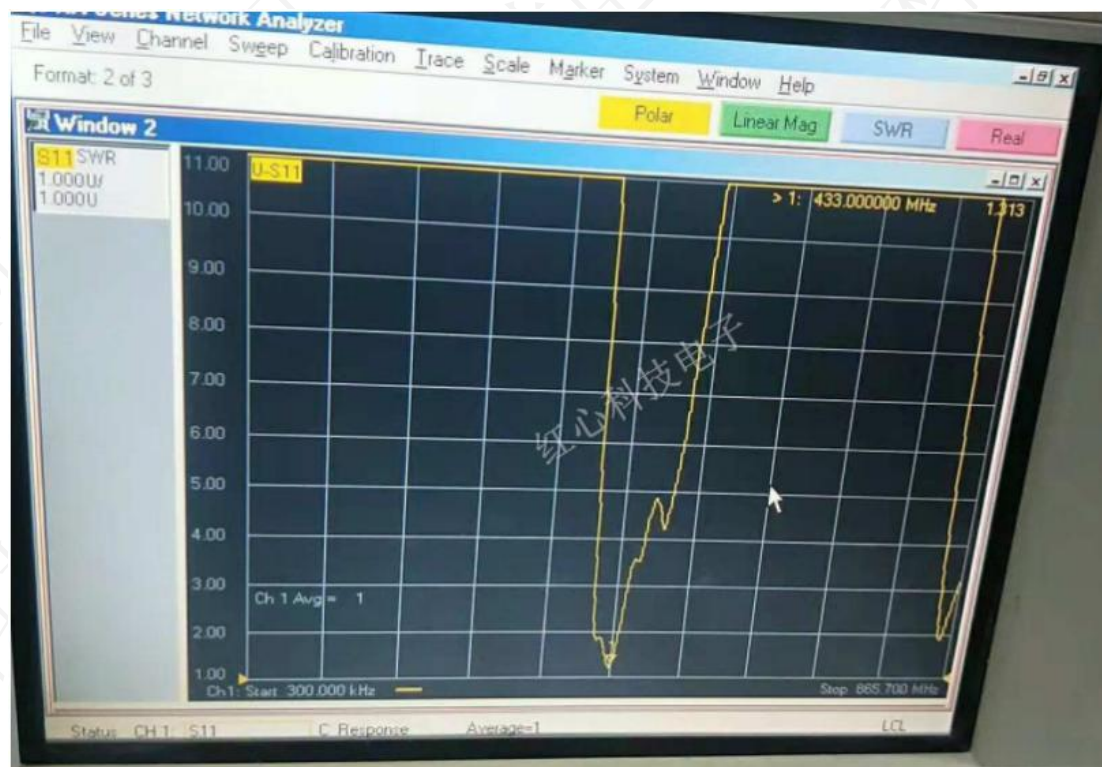 Series Network Analyzer
File View Channel Sweep Calibration Trace Scale Marker System Window Help
Format: 2 of 3
Polar Linear Mag SWR Real
Window 2
S11 SWR
1.000U/
1.000U
U-S11
> 1: 433.000000 MHz 1.313
11.00
10.00
9.00
8.00
7.00
6.00
5.00
4.00
3.00
2.00
1.00
红心科技电子
Ch 1 Avg = 1
Ch1: Start 300.000 kHz
Stop 865.700 MHz
Status CH 1: S11 C Response Average=1 LCL